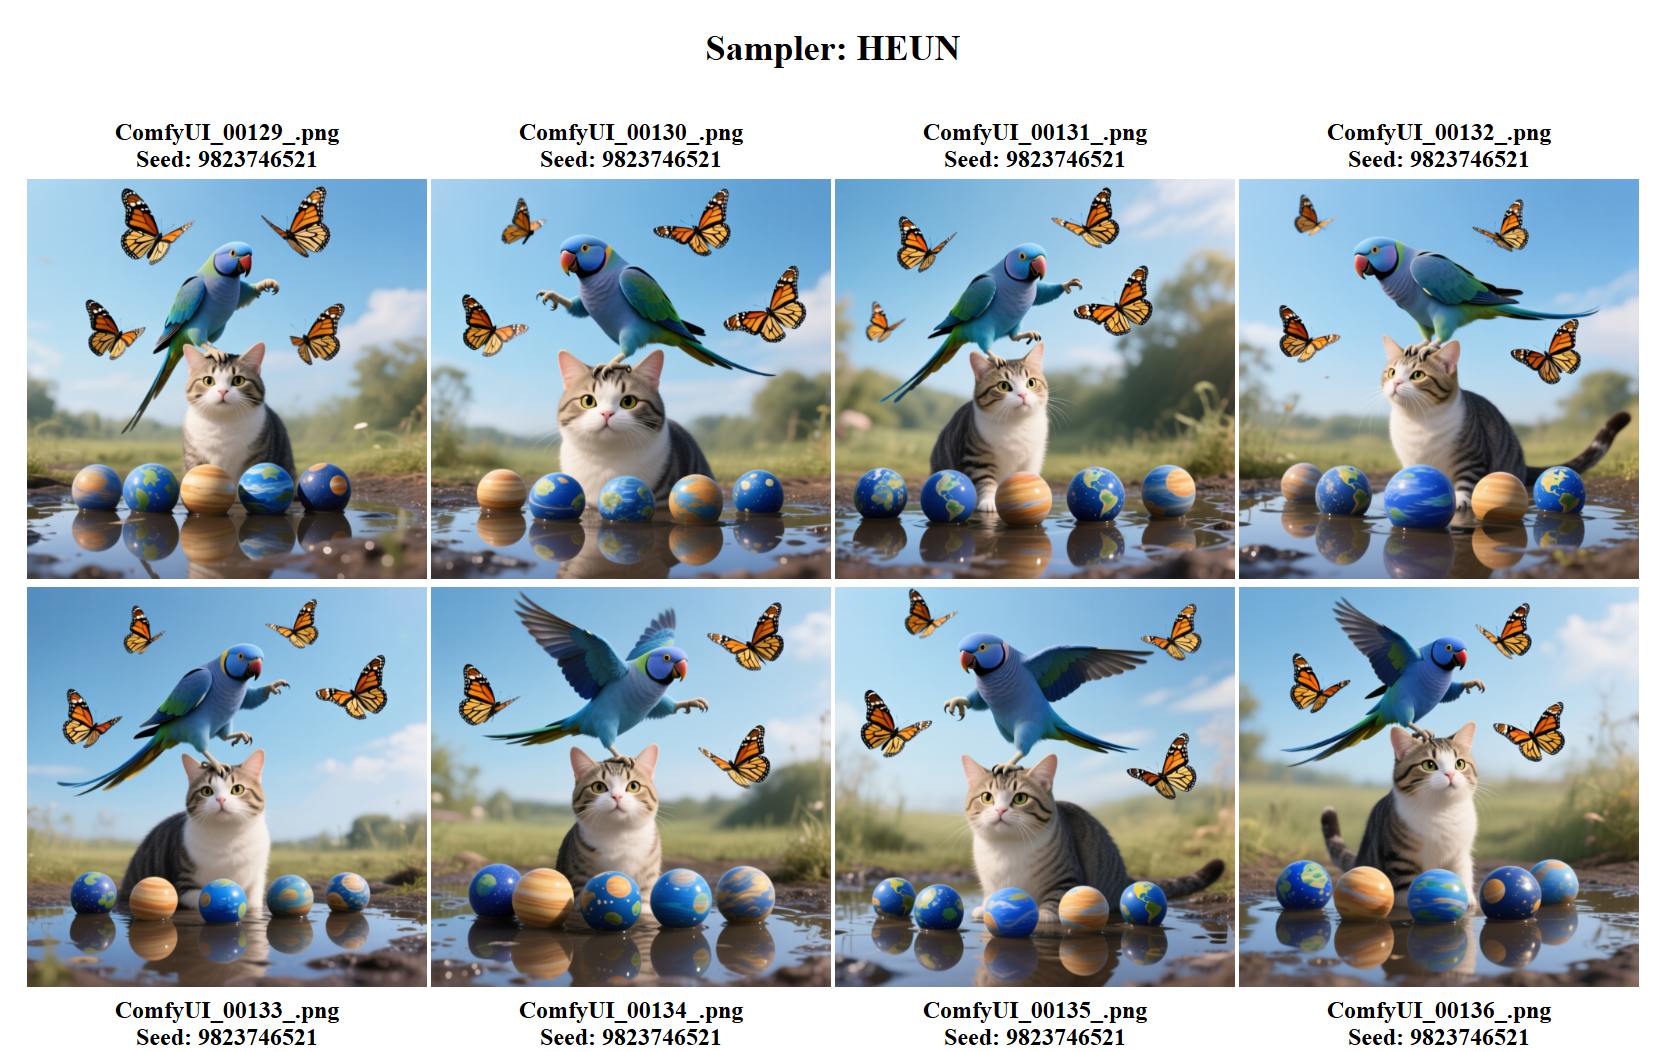 Sampler: HEUN
ComfyUI_00129_.png
Seed: 9823746521
ComfyUI_00130_.png
Seed: 9823746521
ComfyUI_00131_.png
Seed: 9823746521
ComfyUI_00132_.png
Seed: 9823746521
ComfyUI_00133_.png
Seed: 9823746521
ComfyUI_00134_.png
Seed: 9823746521
ComfyUI_00135_.png
Seed: 9823746521
ComfyUI_00136_.png
Seed: 9823746521